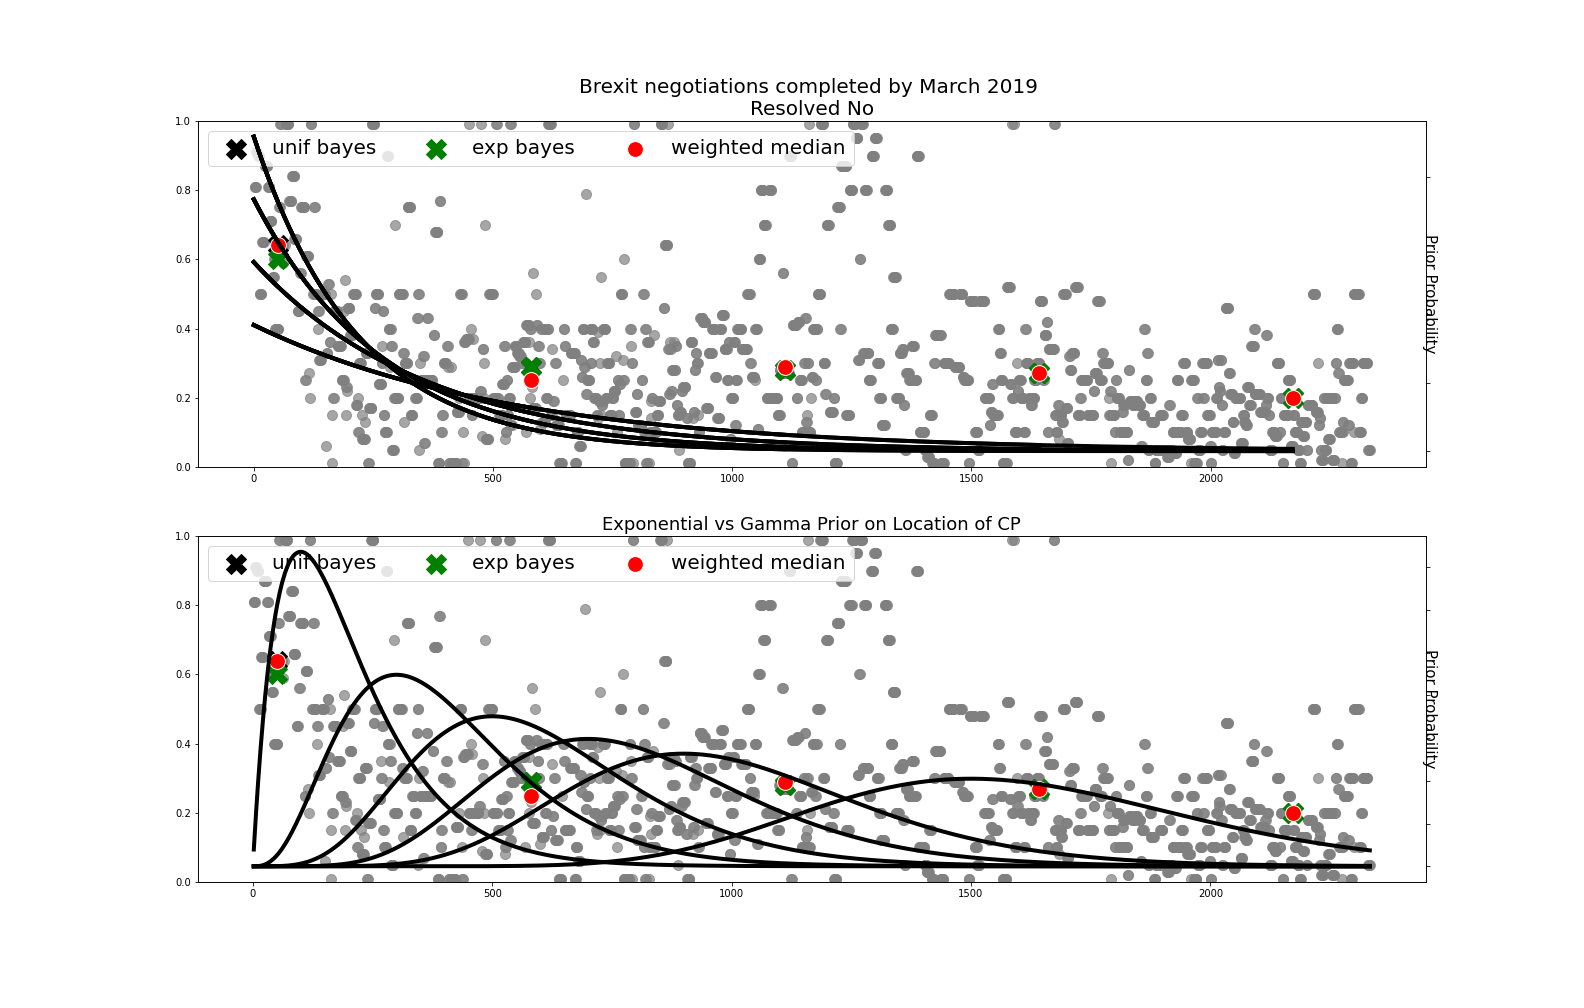 Brexit negotiations completed by March 2019
Resolved No
unif bayes exp bayes weighted median
1.0
0.8
0.6
0.4
0.2
0.0
0 500 1000 1500 2000
Prior Probability
Exponential vs Gamma Prior on Location of CP
unif bayes exp bayes weighted median
1.0
0.8
0.6
0.4
0.2
0.0
0 500 1000 1500 2000
Prior Probability